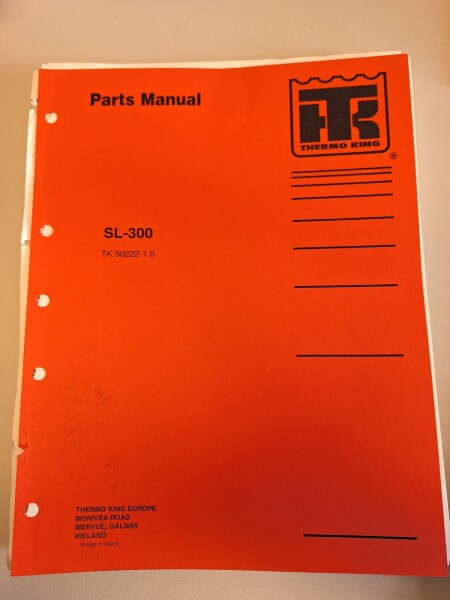 Parts Manual
TK
THERMO KING
®
SL-300
TK 50222-1.0
THERMO KING EUROPE
MONIVEA ROAD
MERVUE, GALWAY
IRELAND
Printed in Ireland